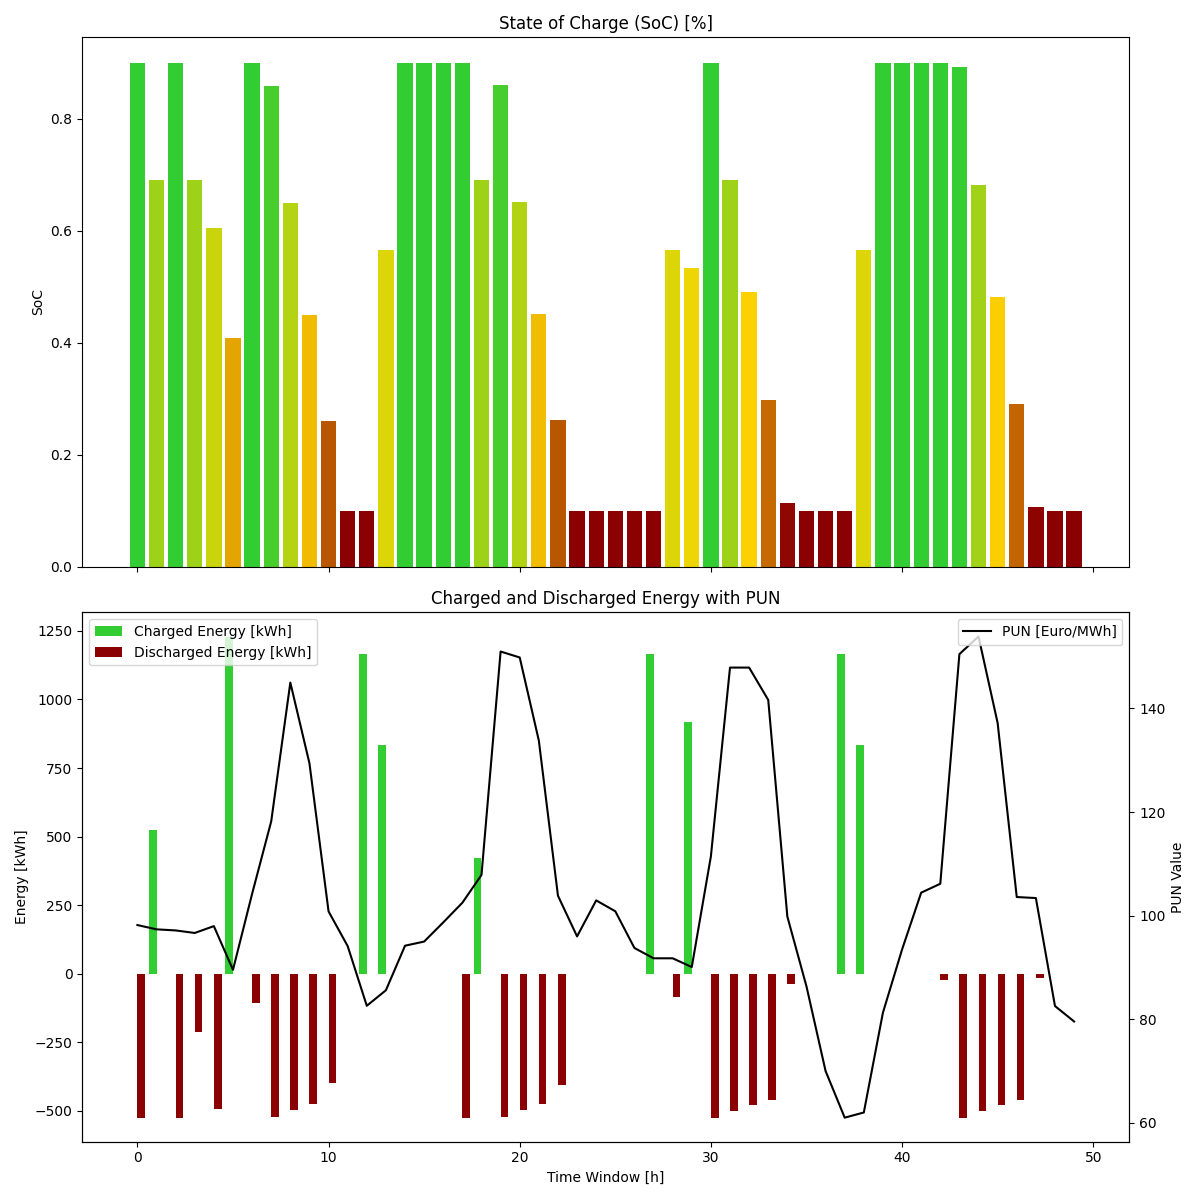 State of Charge (SoC) [%]
0.8
0.6
SoC
0.4
0.2
0.0
Charged and Discharged Energy with PUN
Charged Energy [kWh]
Discharged Energy [kWh]
PUN [Euro/MWh]
1250
1000
750
500
250
0
−250
−500
Energy [kWh]
140
120
100
80
60
PUN Value
0 10 20 30 40 50
Time Window [h]